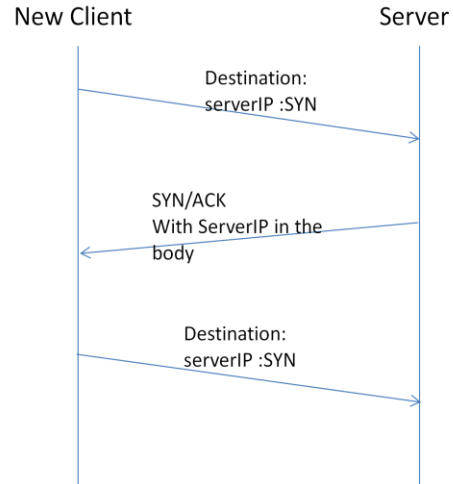 New Client
Server
Destination:
serverIP :SYN
SYN/ACK
With ServerIP in the
body
Destination:
serverIP :SYN